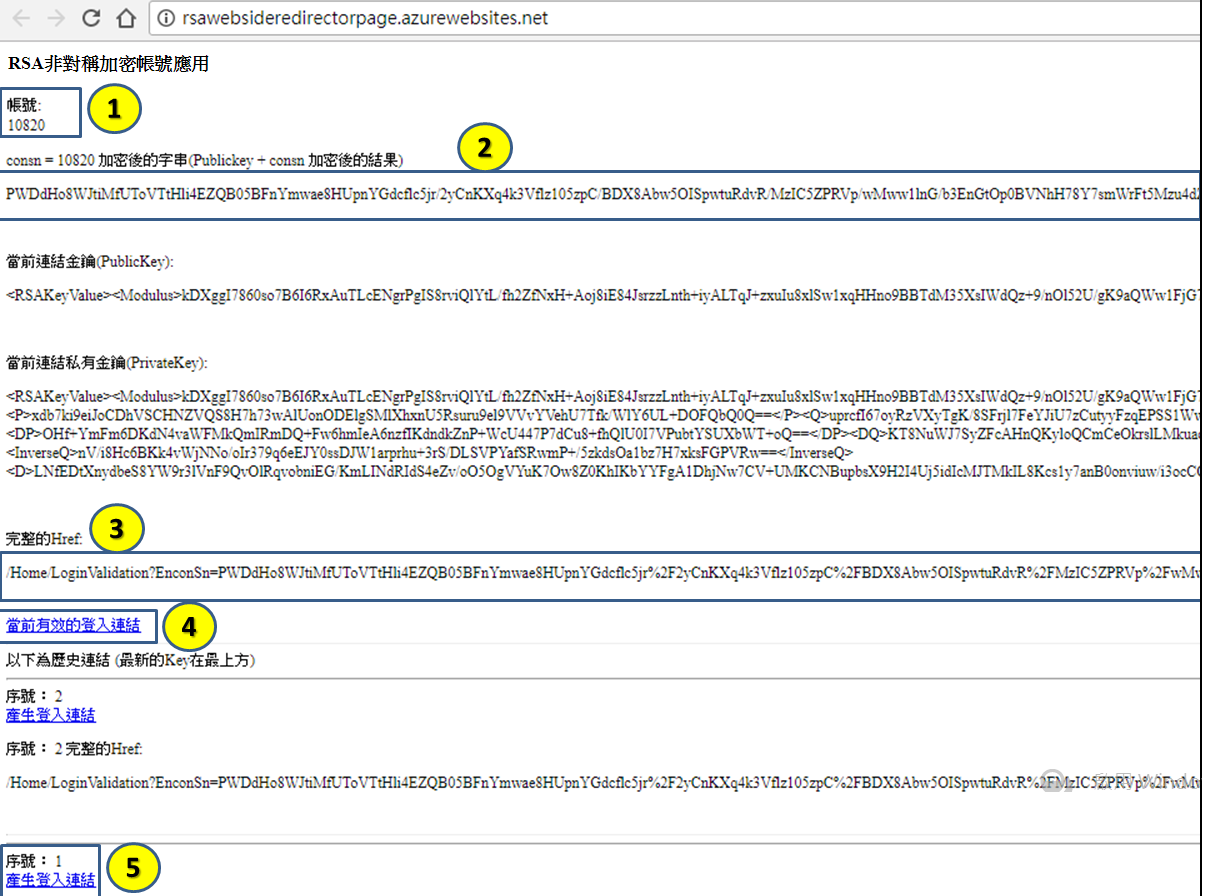 rsawebsideredirectorpage.azurewebsites.net
RSA非對稱加密帳號應用
帳號:
1
10820
2
consn = 10820 加密後的字串(Publickey + consn 加密後的結果)
PWDdHo8WJtiMfUToVTtHli4EZQB05BFnYmwae8HUpnYGdcflc5jr/2yCnKXq4k3Vflz105zpC/BDX8Abw5OISpwtuRdvR/MzIC5ZPRVp/wMww1lnG/b3EnGtOp0BVNhH78Y7smWrFt5Mzu4dZ
當前連結金鑰(PublicKey):
<RSAKeyValue><Modulus>kDXggI7860so7B6I6RxAuTLcENgrPgIS8rviQlYtL/fh2ZfNxH+Aoj8iE84JsrzzLnth+iyALTqJ+zxuIu8xlSw1xqHHno9BBTdM35XsIWdQz+9/nOl52U/gK9aQWw1FjG7
當前連結私有金鑰(PrivateKey):
<RSAKeyValue><Modulus>kDXggI7860so7B6I6RxAuTLcENgrPgIS8rviQlYtL/fh2ZfNxH+Aoj8iE84JsrzzLnth+iyALTqJ+zxuIu8xlSw1xqHHno9BBTdM35XsIWdQz+9/nOl52U/gK9aQWw1FjG7
<P>xdb7ki9eiJoCDhVSCHNZVQS8H7h73wAlUonODElgSMlXhxnU5Rsuru9el9VVvYVehU7Tfk/WlY6UL+DOFQbQ0Q==</P><Q>uprcfI67oyRzVXyTgK/8SFrjl7FeYJiU7zCutyyFzqEPSS1Ww
<DP>OHf+YmFm6DKdN4vaWFMkQmIRmDQ+Fw6hmIeA6nzfIKdndkZnP+WcU447P7dCu8+fhQlU0I7VPubtYSUXbWT+oQ==</DP><DQ>KT8NuWJ7SyZFcAHnQKyloQCmCeOkrslLMkuac
<InverseQ>nV/i8Hc6BKk4vWjNNo/oIr379q6eEJY0ssDJW1arprhu+3rS/DLSVPYafSRwmP+/5zkdsOa1bz7H7xksFGPVRw==</InverseQ>
<D>LNfEDtXnydbeS8YW9r3lVnF9QvOlRqvobniEG/KmLINdRIdS4eZv/oO5OgVYuK7Ow8Z0KhIKbYYFgA1DhjNw7CV+UMKCNBupbsX9H2I4Uj5idIcMJTMkIL8Kcs1y7anB0onviuw/i3ocCC
3
完整的Href:
/Home/LoginValidation?EnconSn=PWDdHo8WJtiMfUToVTtHli4EZQB05BFnYmwae8HUpnYGdcflc5jr%2F2yCnKXq4k3Vflz105zpC%2FBDX8Abw5OISpwtuRdvR%2FMzIC5ZPRVp%2FwMw
當前有效的登入連結
4
以下為歷史連結 (最新的Key在最上方)
序號： 2
產生登入連結
序號： 2 完整的Href:
/Home/LoginValidation?EnconSn=PWDdHo8WJtiMfUToVTtHli4EZQB05BFnYmwae8HUpnYGdcflc5jr%2F2yCnKXq4k3Vflz105zpC%2FBDX8Abw5OISpwtuRdvR%2FMzIC5ZPRVp%2FwMw
序號： 1
5
產生登入連結